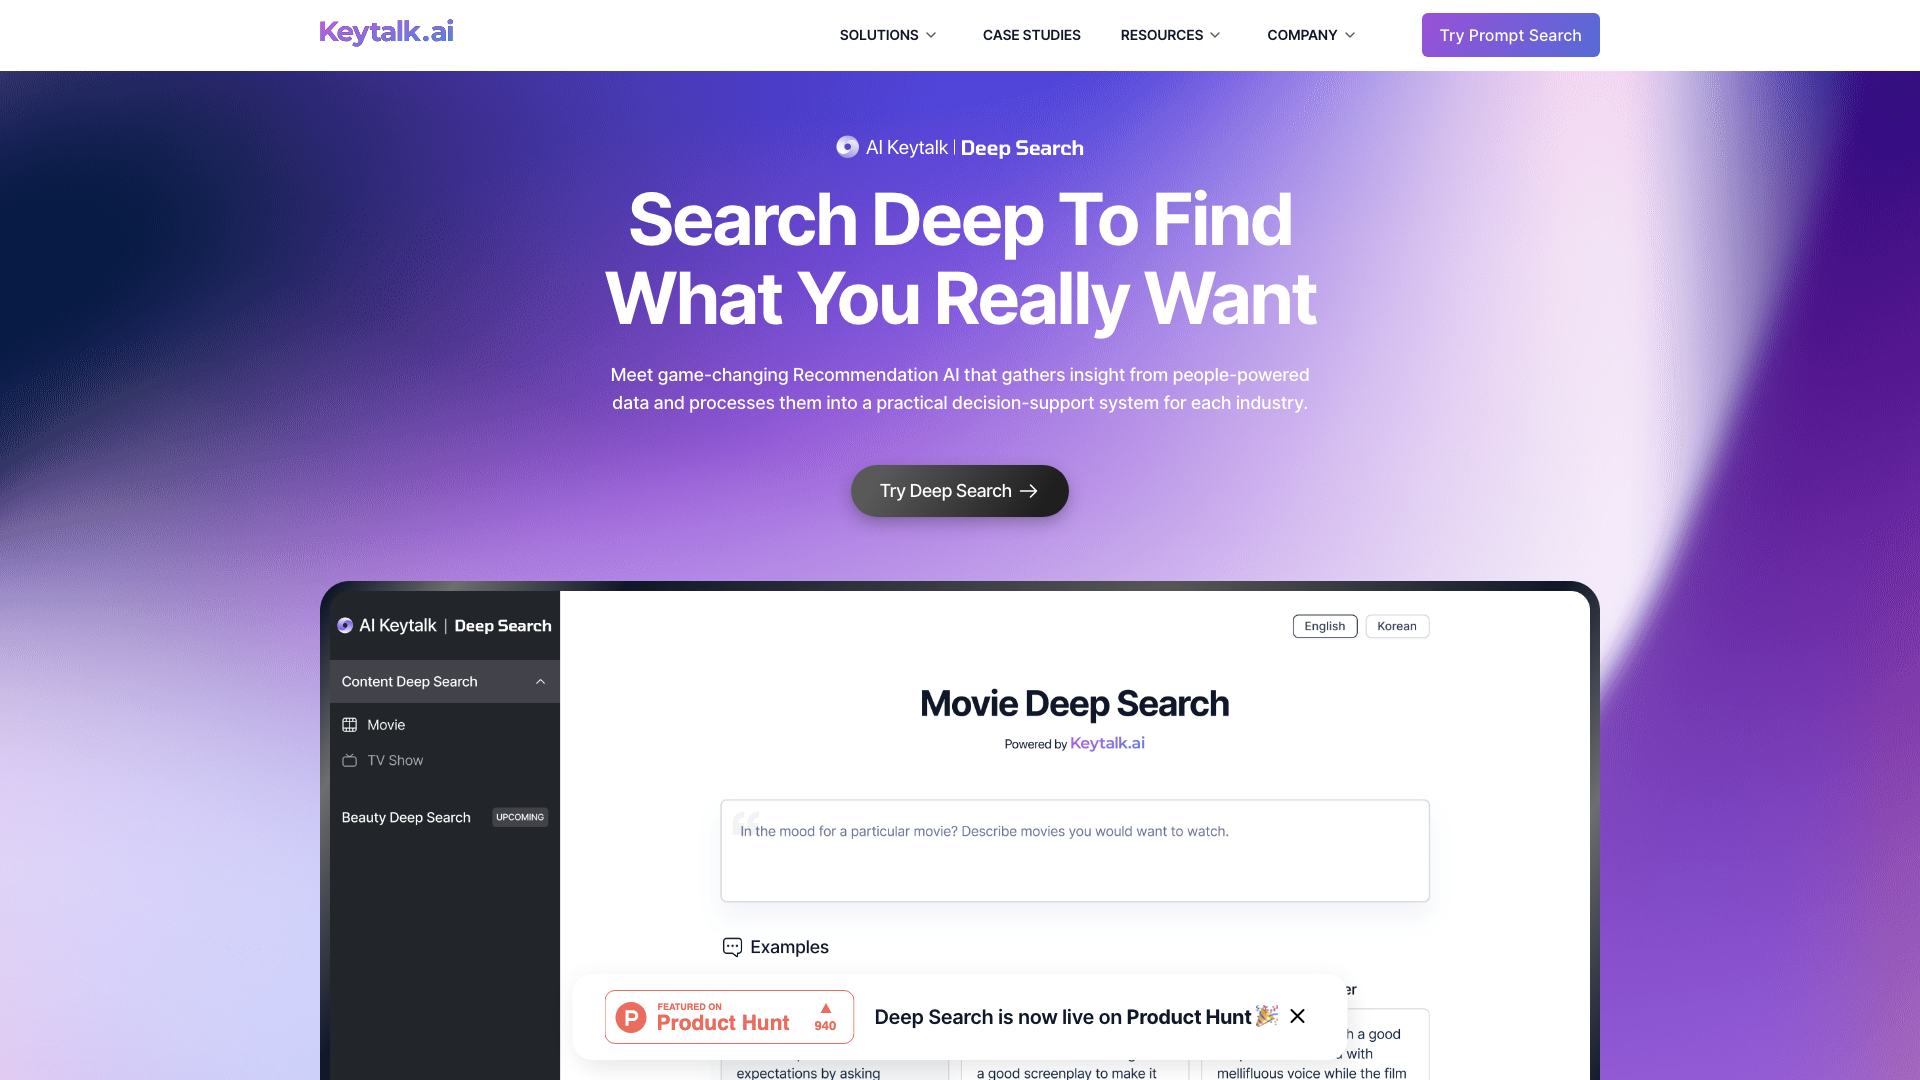 Keytalk.ai
SOLUTIONS
CASE STUDIES
RESOURCES
COMPANY
Try Prompt Search
AI Keytalk | Deep Search
Search Deep To Find
What You Really Want
Meet game-changing Recommendation AI that gathers insight from people-powered
data and processes them into a practical decision-support system for each industry.
Try Deep Search
AI Keytalk | Deep Search
English
Korean
Content Deep Search
Movie
TV Show
Beauty Deep Search
UPCOMING
Movie Deep Search
Powered by Keytalk.ai
In the mood for a particular movie? Describe movies you would want to watch.
Examples
FEATURED ON
Product Hunt
940
Deep Search is now live on Product Hunt
h a good
with
expectations by asking
a good screenplay to make it
mellifluous voice while the film